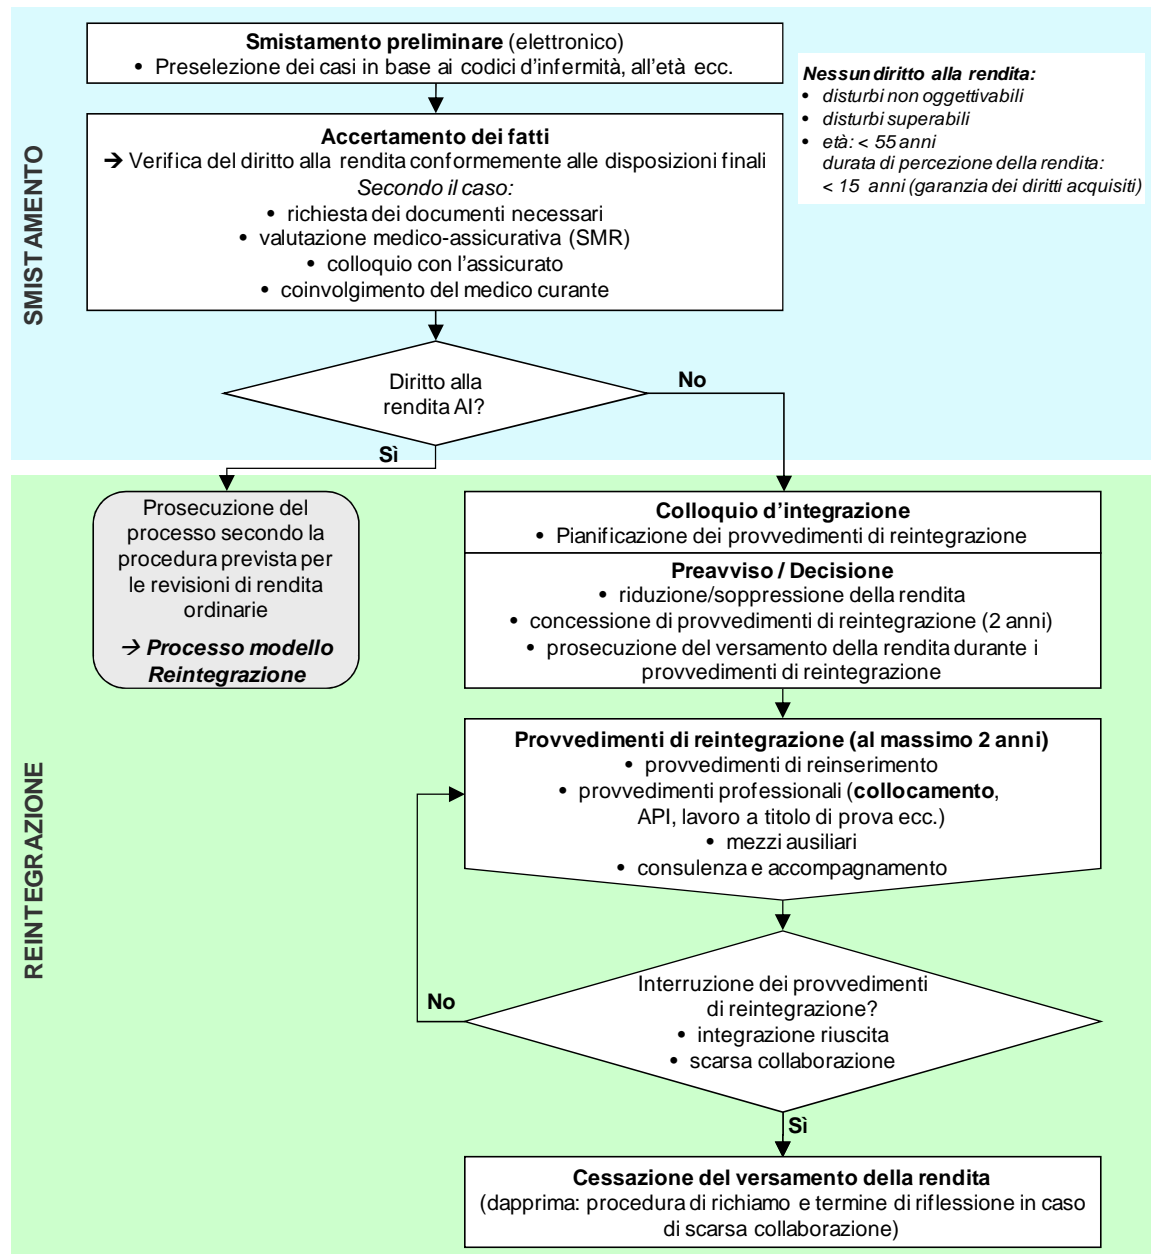 Smistamento preliminare (elettronico)
• Preselezione dei casi in base ai codici d'infermità, all'età ecc.
Nessun diritto alla rendita:
• disturbi non oggettivabili
• disturbi superabili
• età: < 55 anni
durata di percezione della rendita:
< 15 anni (garanzia dei diritti acquisiti)
SMISTAMENTO
Accertamento dei fatti
→ Verifica del diritto alla rendita conformemente alle disposizioni finali
Secondo il caso:
• richiesta dei documenti necessari
• valutazione medico-assicurativa (SMR)
• colloquio con l'assicurato
• coinvolgimento del medico curante
Diritto alla
rendita AI?
No
Sì
Prosecuzione del
processo secondo la
procedura prevista per
le revisioni di rendita
ordinarie
→ Processo modello
Reintegrazione
Colloquio d'integrazione
• Pianificazione dei provvedimenti di reintegrazione
Preavviso / Decisione
• riduzione/soppressione della rendita
• concessione di provvedimenti di reintegrazione (2 anni)
• prosecuzione del versamento della rendita durante i
provvedimenti di reintegrazione
REINTEGRAZIONE
Provvedimenti di reintegrazione (al massimo 2 anni)
• provvedimenti di reinserimento
• provvedimenti professionali (collocamento,
API, lavoro a titolo di prova ecc.)
• mezzi ausiliari
• consulenza e accompagnamento
Interruzione dei provvedimenti
di reintegrazione?
• integrazione riuscita
• scarsa collaborazione
No
Sì
Cessazione del versamento della rendita
(dapprima: procedura di richiamo e termine di riflessione in caso
di scarsa collaborazione)